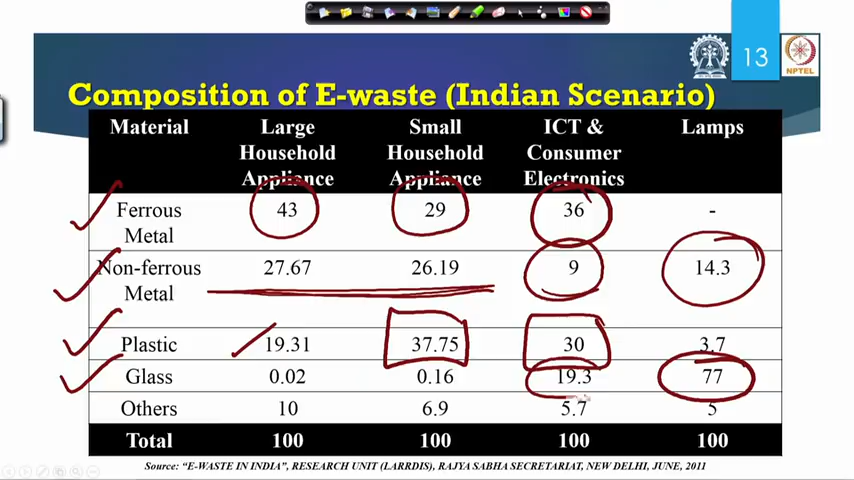 13
NPTEL
Composition of E-waste (Indian Scenario)
Material Large Household Appliance Small Household Appliance ICT & Consumer Electronics Lamps
Ferrous Metal 43 29 36 -
Non-ferrous Metal 27.67 26.19 9 14.3
Plastic 19.31 37.75 30 3.7
Glass 0.02 0.16 19.3 77
Others 10 6.9 5.7 5
Total 100 100 100 100
Source: "E-WASTE IN INDIA", RESEARCH UNIT (LARRDIS), RAJYA SABHA SECRETARIAT, NEW DELHI, JUNE, 2011